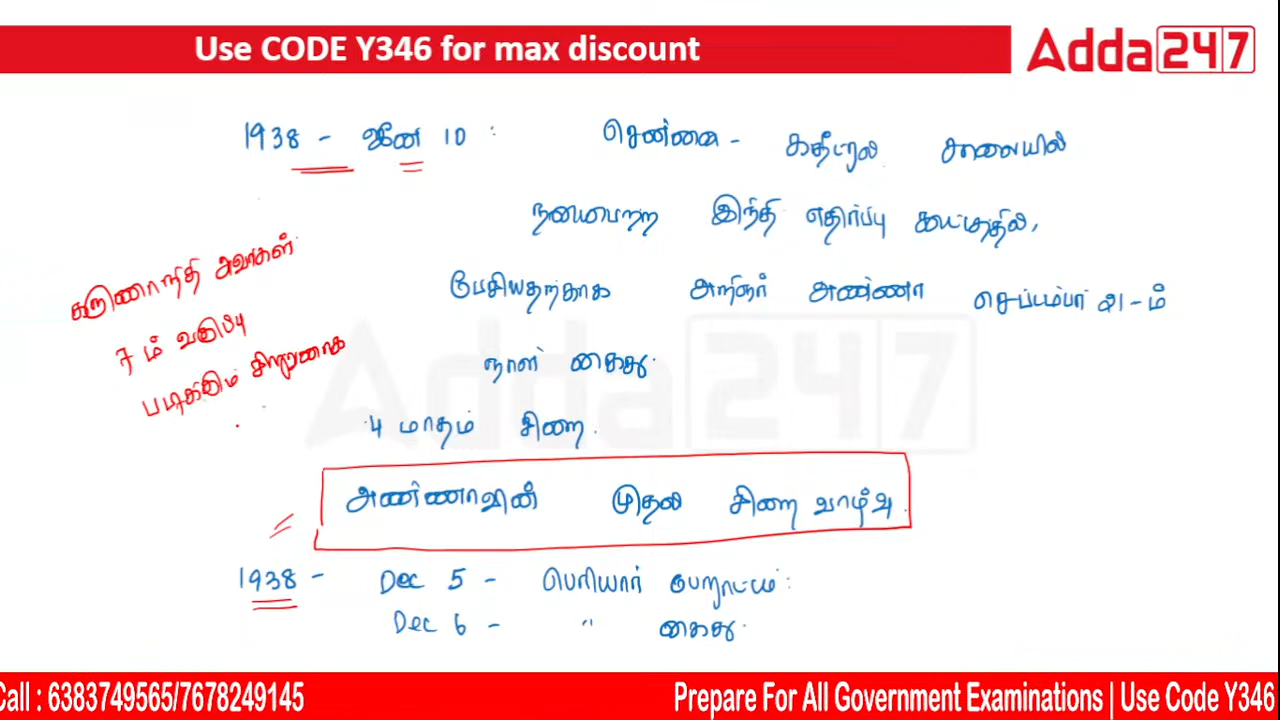 Use CODE Y346 for max discount
Adda247
1938 - ஜூன் 10 : சென்னை - கதீட்ரல் சாலையில்
நடைபெற்ற இந்தி எதிர்ப்பு கூட்டத்தில்,
பேசியதற்காக அறிஞர் அண்ணா செப்டம்பர் 21-ம்
நாள் கைது.
4 மாதம் சிறை.
கருணாநிதி அவர்கள்
7 ம் வகுப்பு
படிக்கும் சிறுவனாக
அண்ணாவின் முதல் சிறை வாழ்வு.
1938 - Dec 5 - பெரியார் போராட்டம் :
Dec 6 - " கைது.
Adda247
Call : 6383749565/7678249145
Prepare For All Government Examinations | Use Code Y346